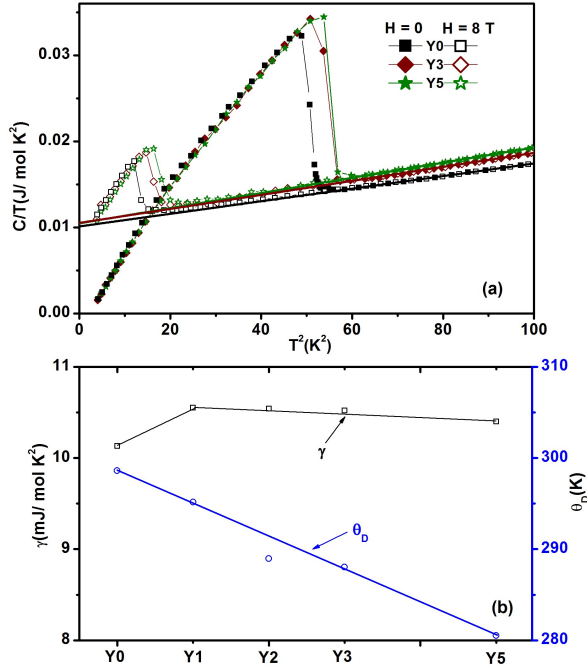 (a)
H = 0 H = 8 T
Y0
Y3
Y5
0.03
0.02
0.01
0.00
C/T(J/ mol K²)
0 20 40 60 80 100
T²(K²)
(a)
11
10
9
8
γ(mJ/ mol K²)
310
300
290
280
θ_D(K)
γ
θ_D
(b)
Y0 Y1 Y2 Y3 Y5